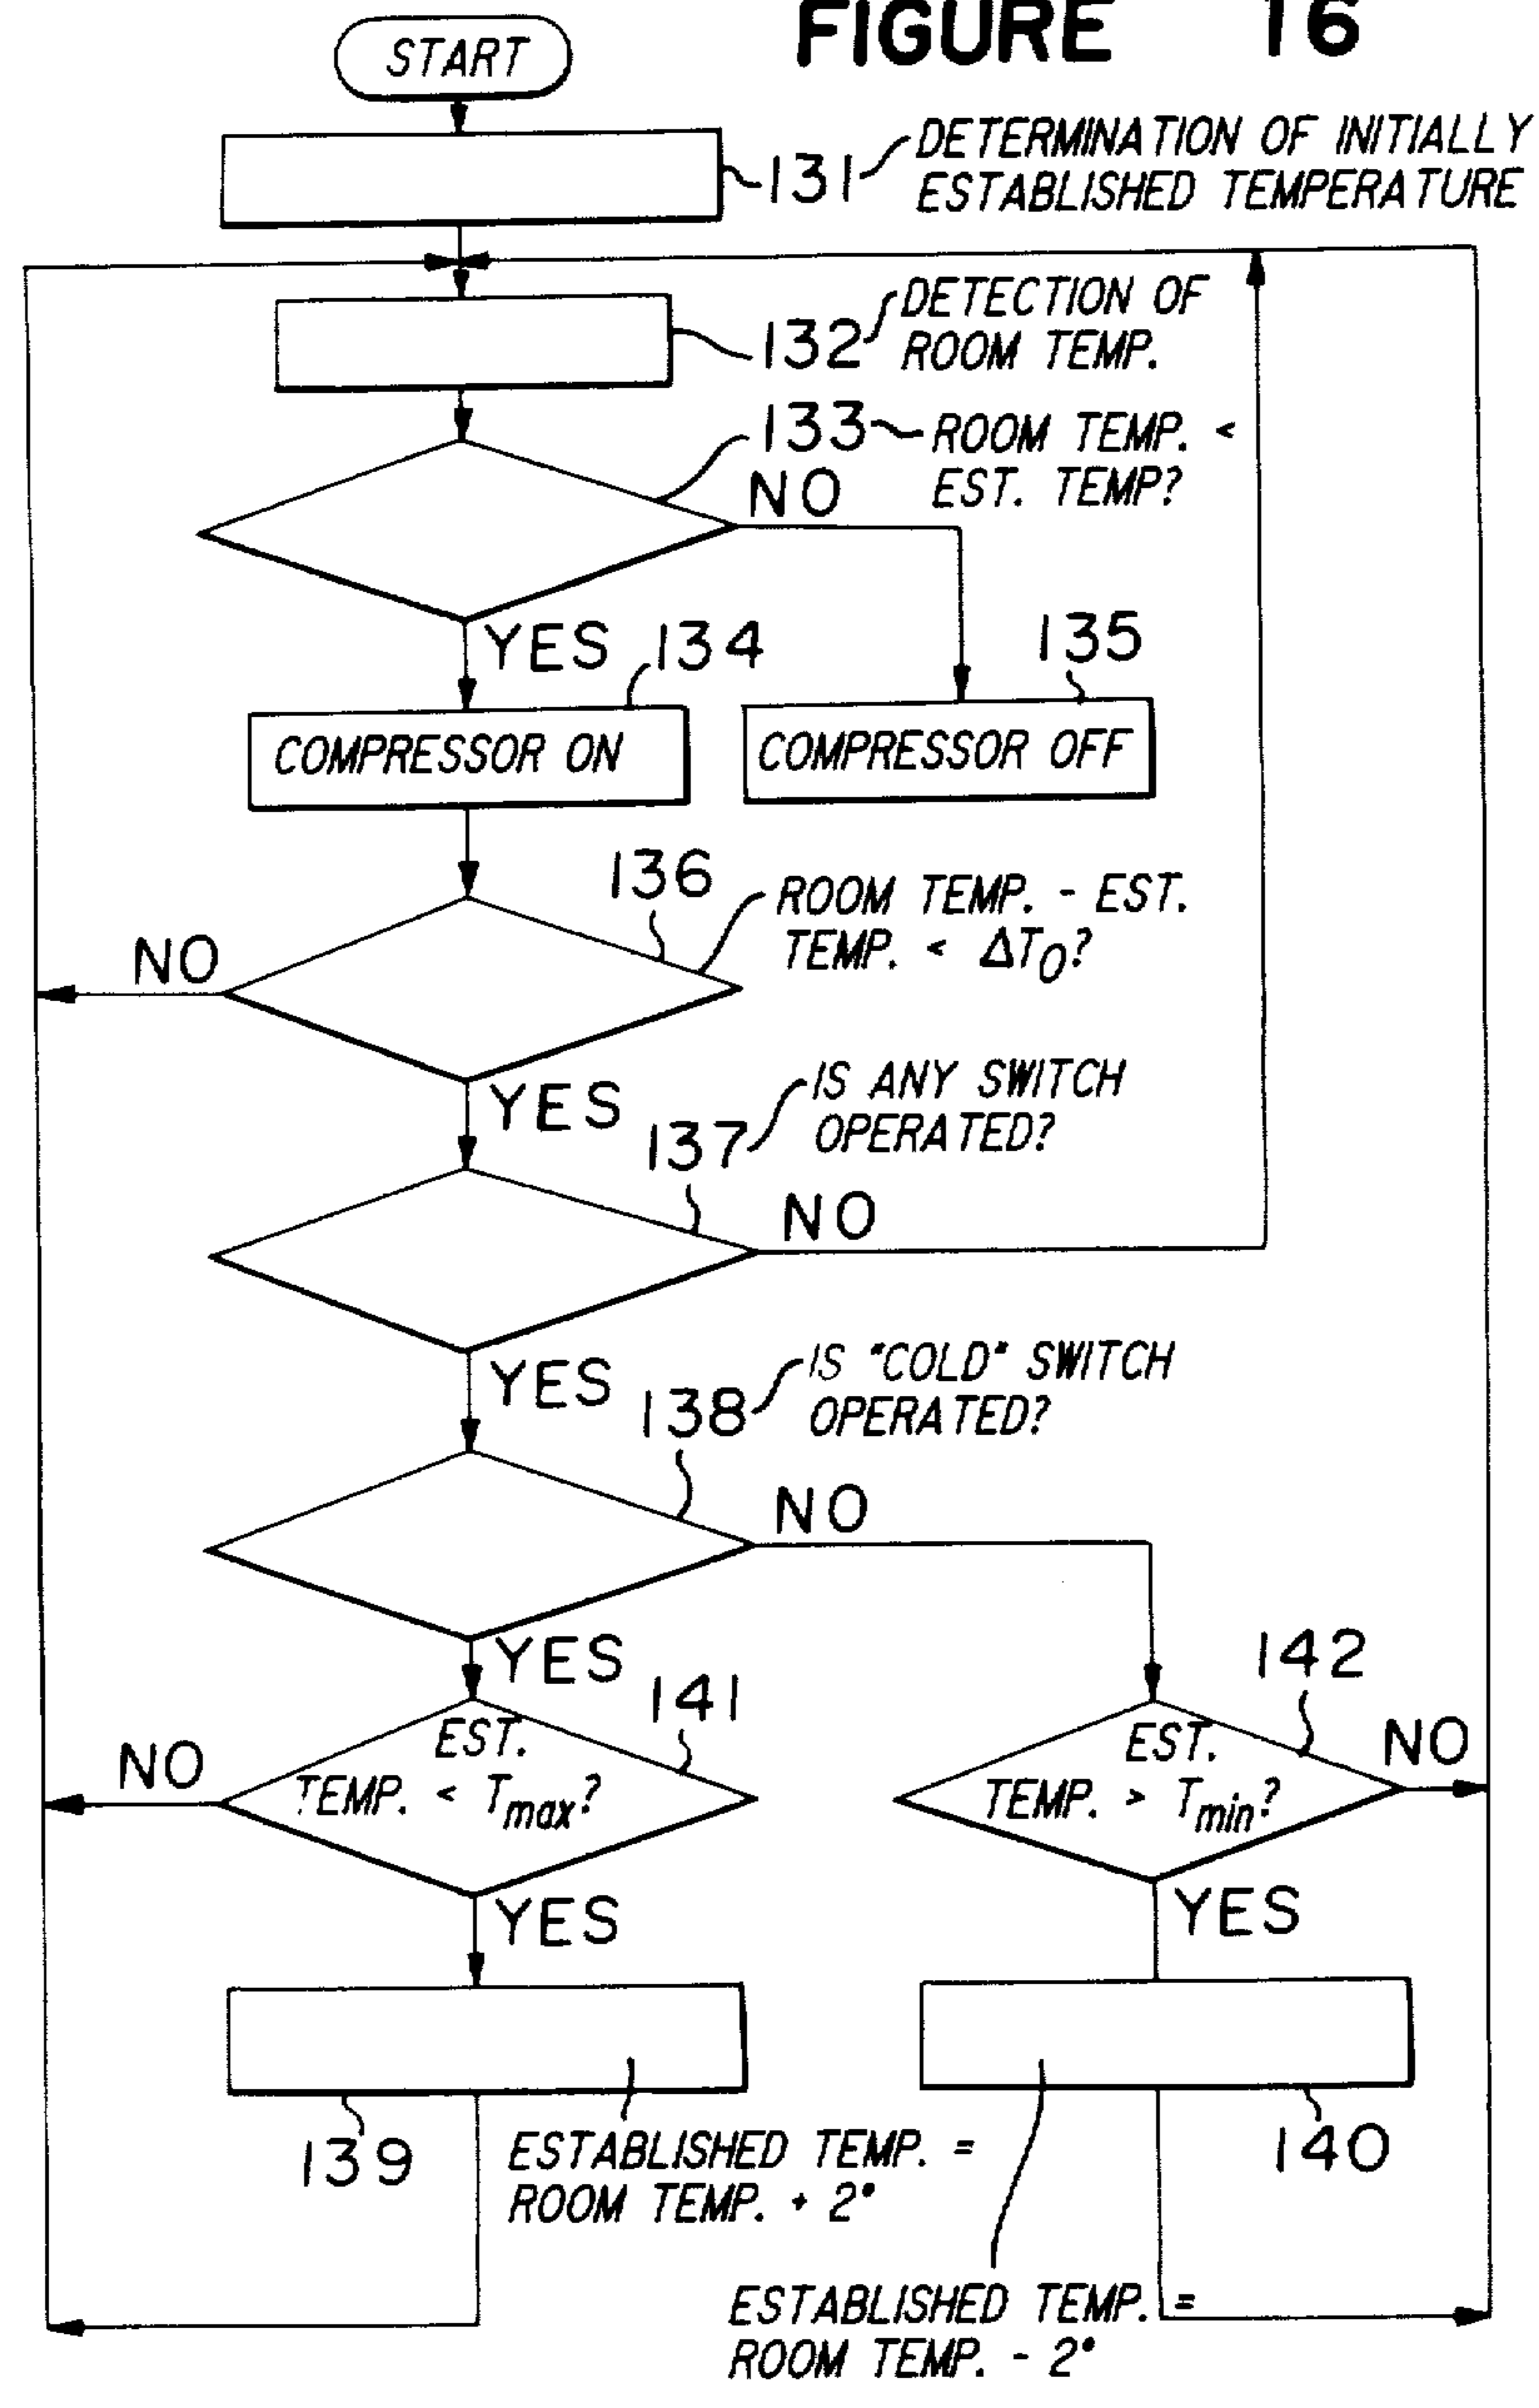 FIGURE 16
START
131 DETERMINATION OF INITIALLY
ESTABLISHED TEMPERATURE
132 DETECTION OF
ROOM TEMP.
133 ROOM TEMP. <
EST. TEMP?
NO
YES
134
135
COMPRESSOR ON
COMPRESSOR OFF
136
ROOM TEMP. - EST.
TEMP. < ΔT0?
NO
YES
137 IS ANY SWITCH
OPERATED?
NO
YES
138 IS "COLD" SWITCH
OPERATED?
NO
YES
141
142
EST.
TEMP. < Tmax?
NO
EST.
TEMP. > Tmin?
NO
YES
YES
139
140
ESTABLISHED TEMP. =
ROOM TEMP. + 2°
ESTABLISHED TEMP. =
ROOM TEMP. - 2°